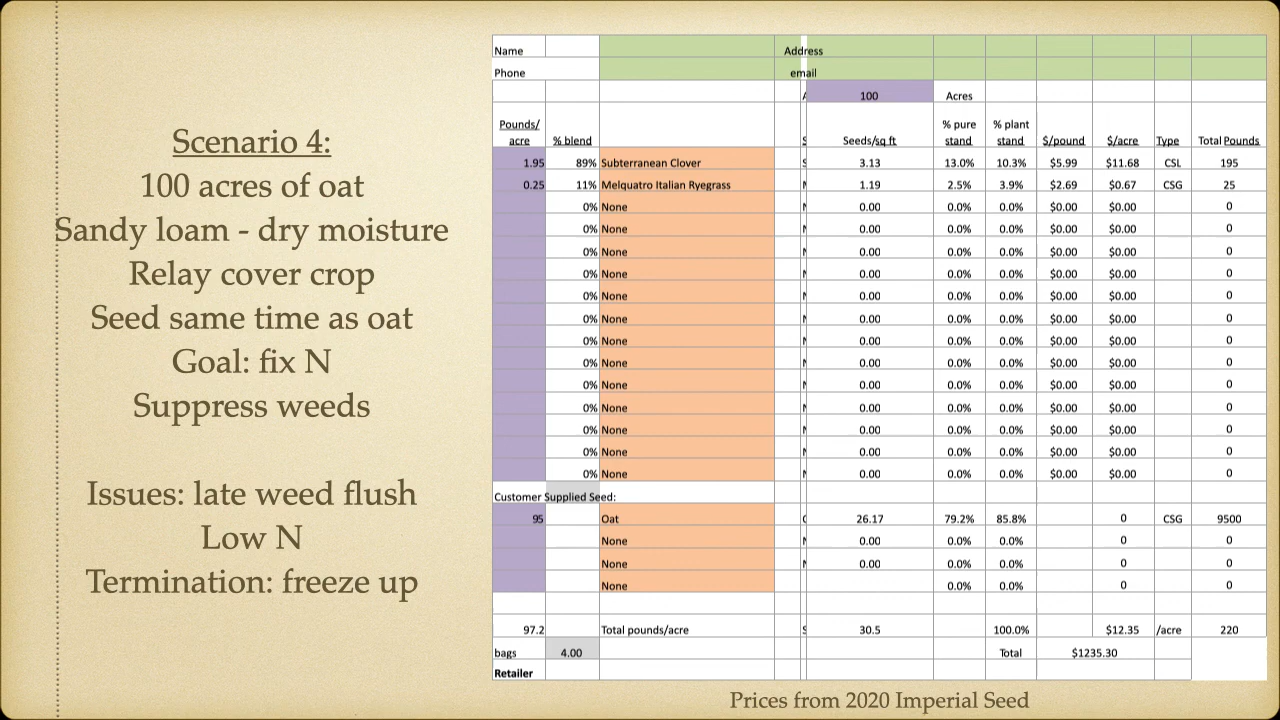 Scenario 4:
100 acres of oat
Sandy loam - dry moisture
Relay cover crop
Seed same time as oat
Goal: fix N
Suppress weeds
Issues: late weed flush
Low N
Termination: freeze up
Name Address
Phone email
100 Acres
Pounds/ acre % blend Seeds/sq.ft % pure stand % plant stand $/pound $/acre Type Total Pounds
1.95 89% Subterranean Clover 3.13 13.0% 10.3% $5.99 $11.68 CSL 195
0.25 11% Melquatro Italian Ryegrass 1.19 2.5% 3.9% $2.69 $0.67 CSG 25
0% None 0.00 0.0% 0.0% $0.00 $0.00 0
0% None 0.00 0.0% 0.0% $0.00 $0.00 0
0% None 0.00 0.0% 0.0% $0.00 $0.00 0
0% None 0.00 0.0% 0.0% $0.00 $0.00 0
0% None 0.00 0.0% 0.0% $0.00 $0.00 0
0% None 0.00 0.0% 0.0% $0.00 $0.00 0
0% None 0.00 0.0% 0.0% $0.00 $0.00 0
0% None 0.00 0.0% 0.0% $0.00 $0.00 0
0% None 0.00 0.0% 0.0% $0.00 $0.00 0
0% None 0.00 0.0% 0.0% $0.00 $0.00 0
0% None 0.00 0.0% 0.0% $0.00 $0.00 0
0% None 0.00 0.0% 0.0% $0.00 $0.00 0
0% None 0.00 0.0% 0.0% $0.00 $0.00 0
Customer Supplied Seed:
95 Oat 26.17 79.2% 85.8% 0 CSG 9500
None 0.00 0.0% 0.0% 0 0
None 0.00 0.0% 0.0% 0 0
None 0.0% 0.0% 0 0
97.2 Total pounds/acre 30.5 100.0% $12.35 /acre 220
bags 4.00 Total $1235.30
Retailer
Prices from 2020 Imperial Seed